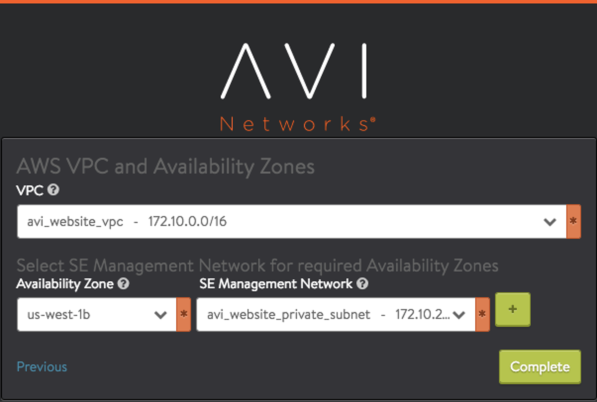 AVI
Networks
AWS VPC and Availability Zones
VPC ?
avi_website_vpc - 172.10.0.0/16 *
Select SE Management Network for required Availability Zones
Availability Zone ? SE Management Network ?
us-west-1b * avi_website_private_subnet - 172.10.2... * +
Previous Complete